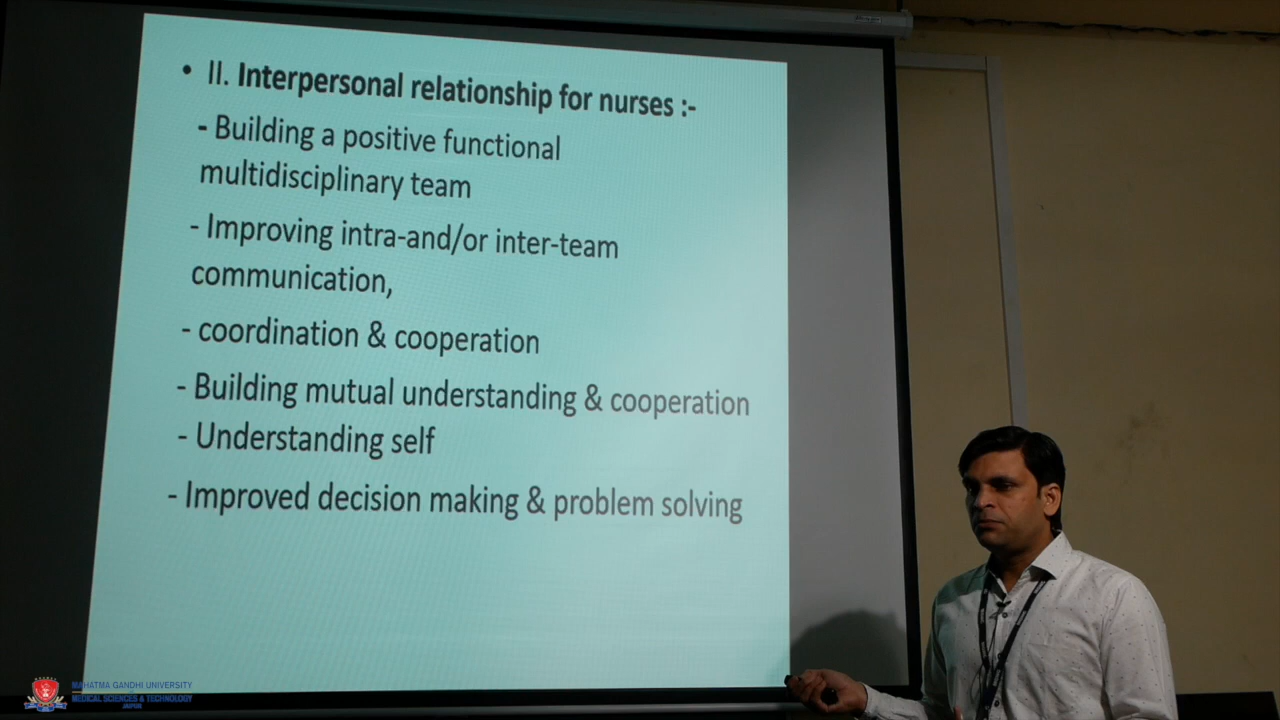 • II. Interpersonal relationship for nurses :-
- Building a positive functional
multidisciplinary team
- Improving intra-and/or inter-team
communication,
- coordination & cooperation
- Building mutual understanding & cooperation
- Understanding self
- Improved decision making & problem solving
MAHATMA GANDHI UNIVERSITY
MEDICAL SCIENCES & TECHNOLOGY
JAIPUR